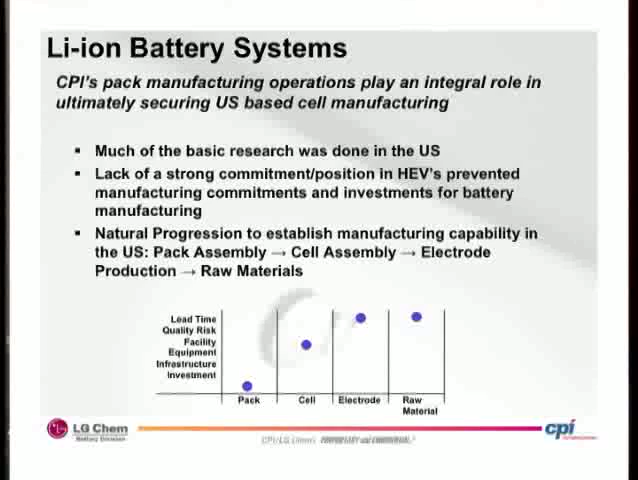 Li-ion Battery Systems
CPI's pack manufacturing operations play an integral role in
ultimately securing US based cell manufacturing
▪ Much of the basic research was done in the US
▪ Lack of a strong commitment/position in HEV's prevented
manufacturing commitments and investments for battery
manufacturing
▪ Natural Progression to establish manufacturing capability in
the US: Pack Assembly → Cell Assembly → Electrode
Production → Raw Materials
Lead Time
Quality Risk
Facility
Equipment
Infrastructure
Investment
Pack Cell Electrode Raw
Material
LG Chem
Battery Division
cpi
CPI/LG Chem